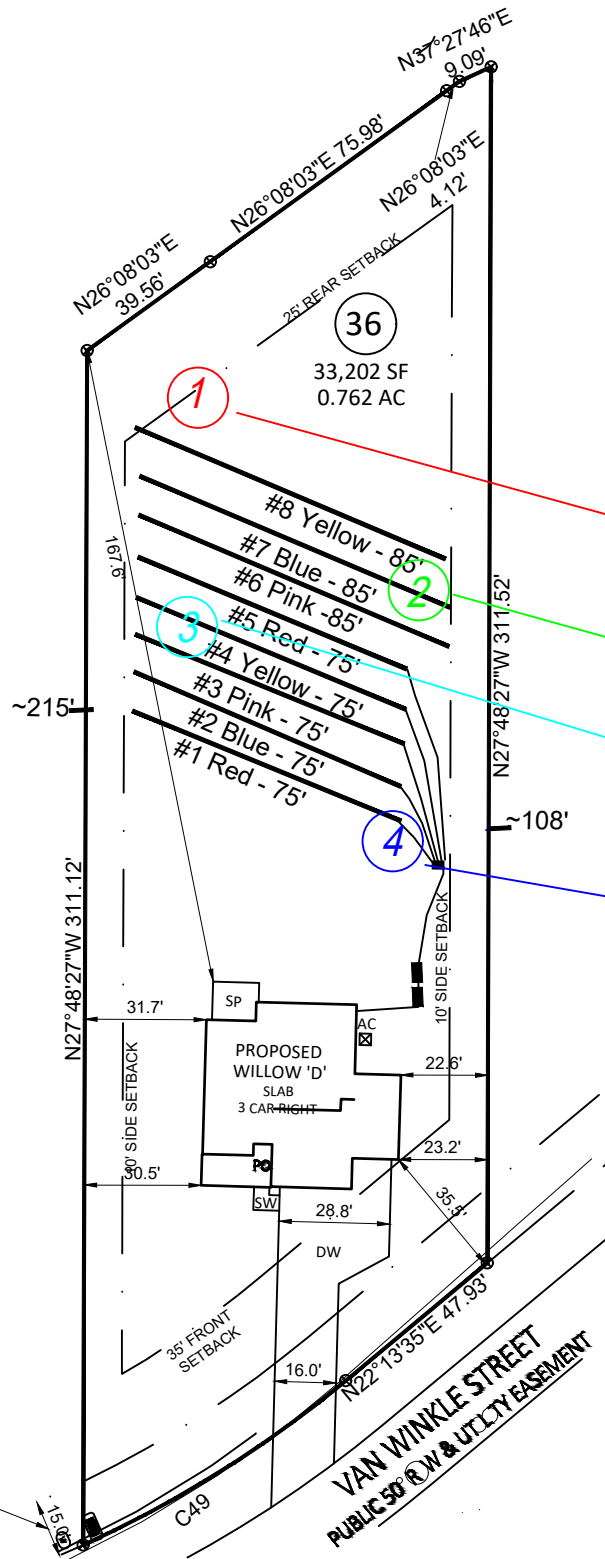 N37°27'46"E
9.09'
N26°08'03"E 75.98'
N26°08'03"E
4.12'
N26°08'03"E
39.56'
25' REAR SETBACK
36
33,202 SF
0.762 AC
1
#8 Yellow - 85'
#7 Blue - 85'
2
#6 Pink -85'
167.6'
#5 Red - 75'
3
#4 Yellow - 75'
#3 Pink - 75'
#2 Blue - 75'
#1 Red - 75'
~215'
N27°48'27"W 311.52'
~108'
4
N27°48'27"W 311.12'
10' SIDE SETBACK
SP
31.7'
AC
PROPOSED
WILLOW 'D'
SLAB
3 CAR RIGHT
22.6'
SIDE SETBACK
PO
23.2'
30.5'
SW
28.8'
35.5'
DW
35' FRONT
SETBACK
16.0'
N22°13'35"E 47.93'
VAN WINKLE STREET
PUBLIC 50' R/W & UTILITY EASEMENT
C49
15.0'